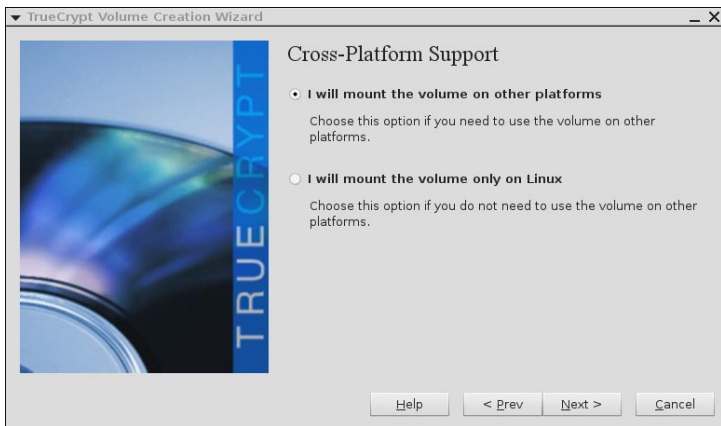 TrueCrypt Volume Creation Wizard
TRUECRYPT
Cross-Platform Support
I will mount the volume on other platforms
Choose this option if you need to use the volume on other
platforms.
I will mount the volume only on Linux
Choose this option if you do not need to use the volume on other
platforms.
Help
< Prev
Next >
Cancel